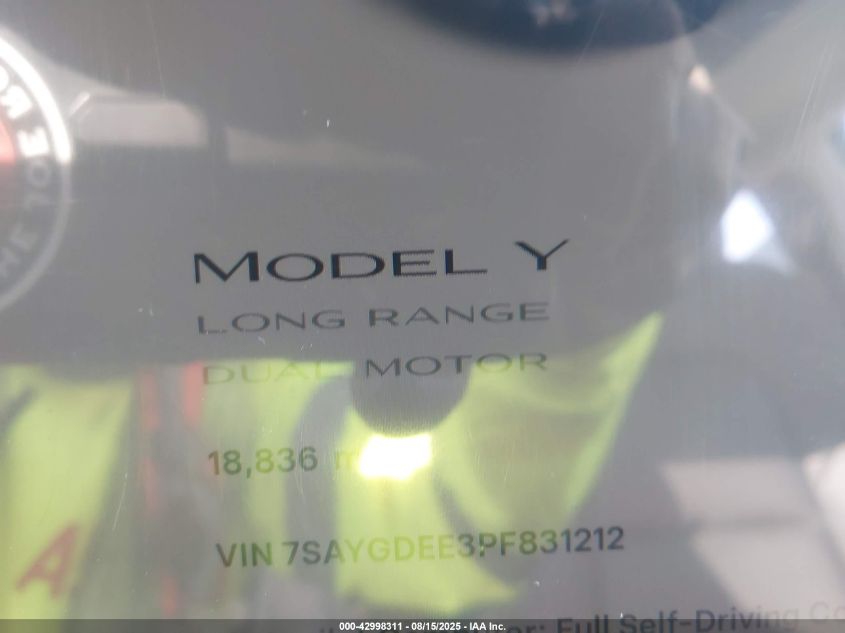 MODEL Y
LONG RANGE
DUAL MOTOR
18,836
VIN 7SAYGDEE3PF831212
Full Self-Driving
A
000-42998311 - 08/15/2025 - IAA Inc.